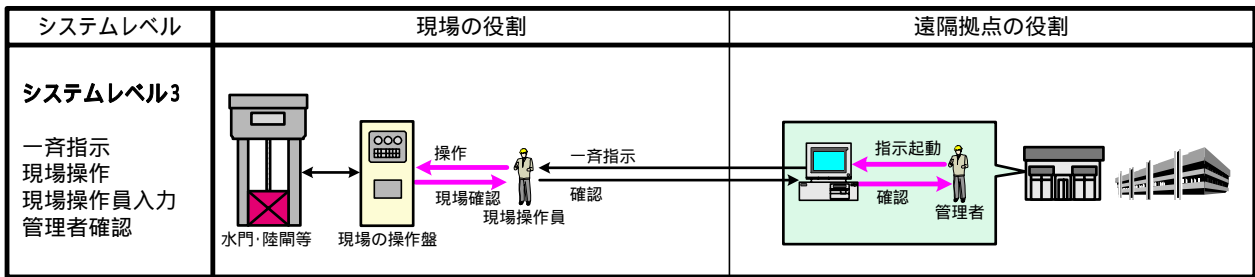 システムレベル
現場の役割
遠隔拠点の役割
システムレベル3
一斉指示
現場操作
現場操作員入力
管理者確認
操作
現場確認
水門・陸閘等
現場の操作盤
現場操作員
一斉指示
確認
指示起動
確認
管理者